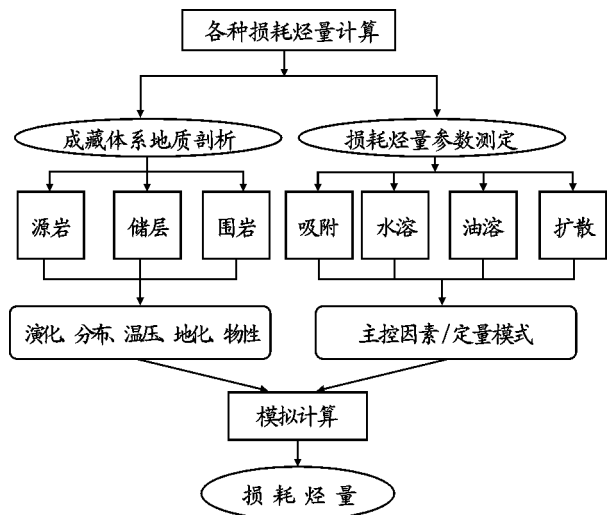 各种损耗烃量计算
成藏体系地质剖析
损耗烃量参数测定
源岩
储层
围岩
吸附
水溶
油溶
扩散
演化、分布、温压、地化、物性
主控因素/定量模式
模拟计算
损耗烃量